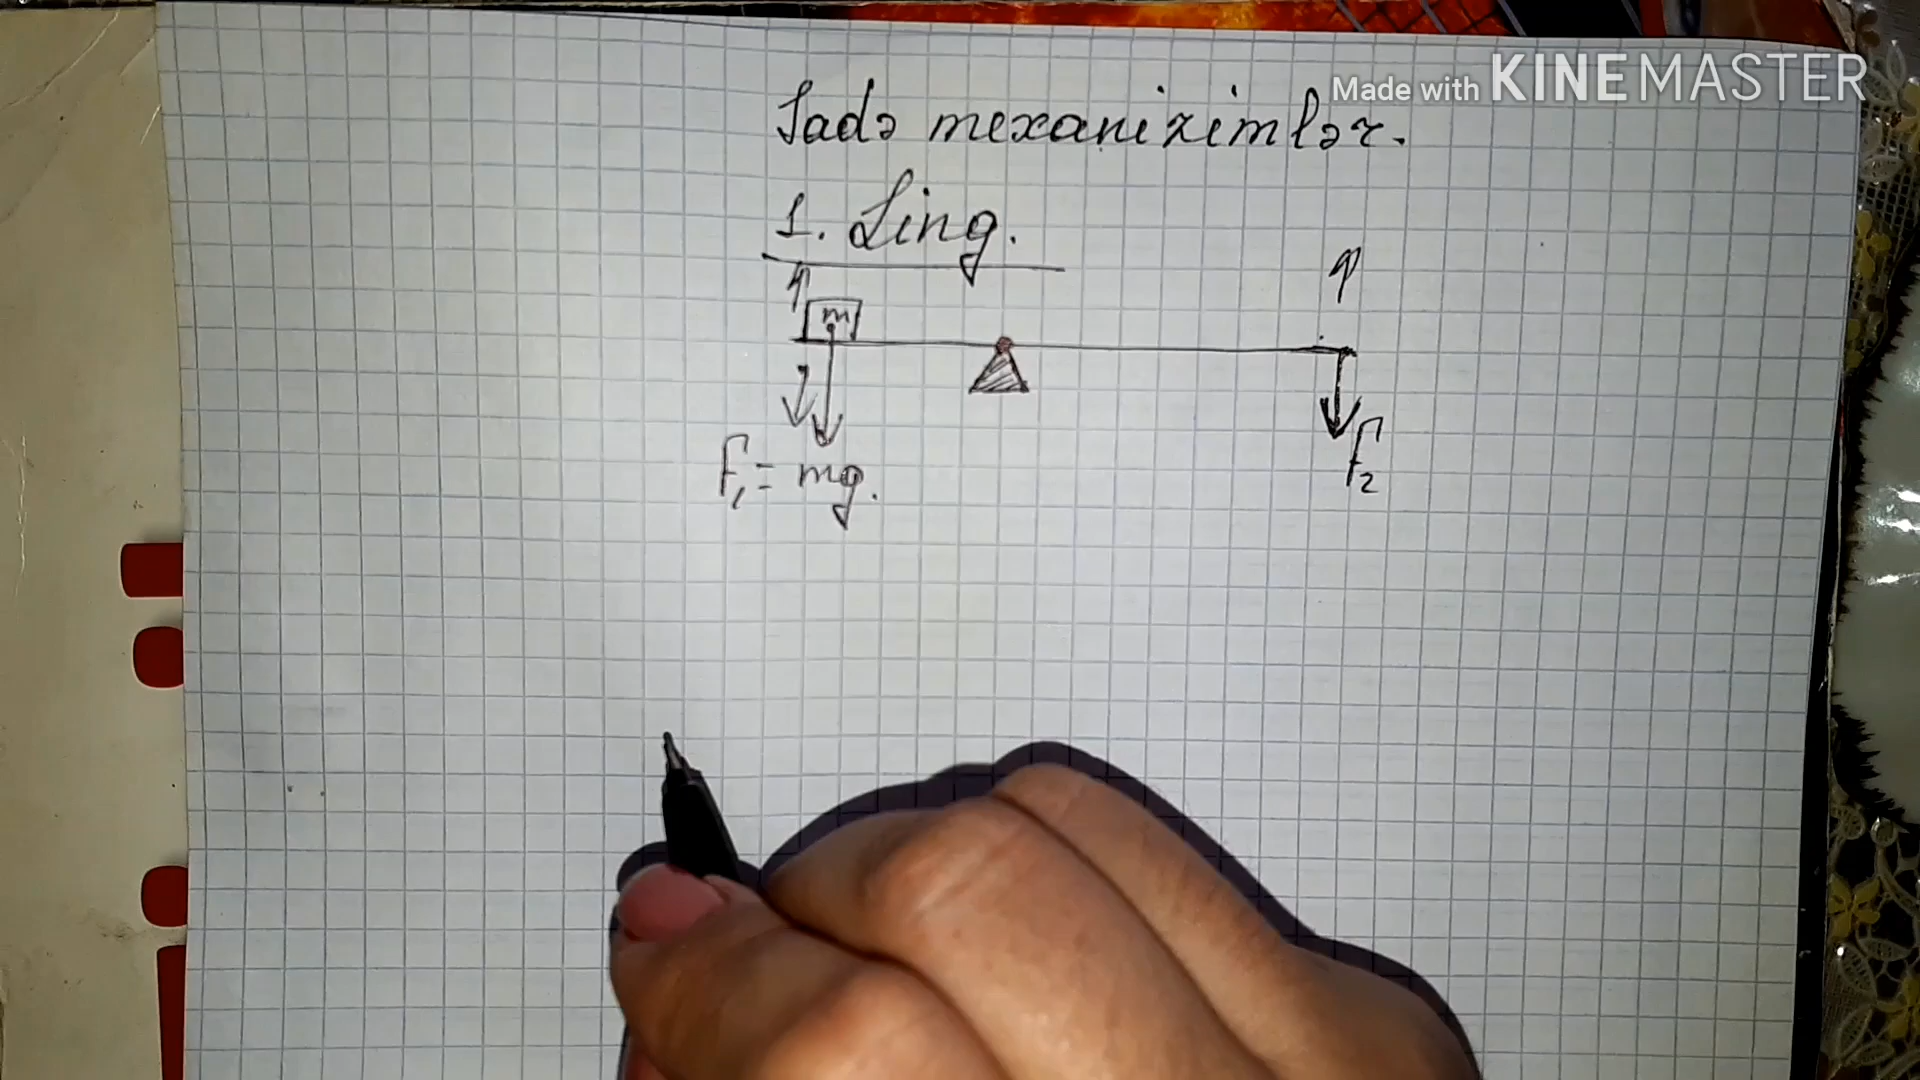 Made with KINEMASTER
Sadə mexanizimlər.
1. Ling.
m
F₁ = mg.
F₂